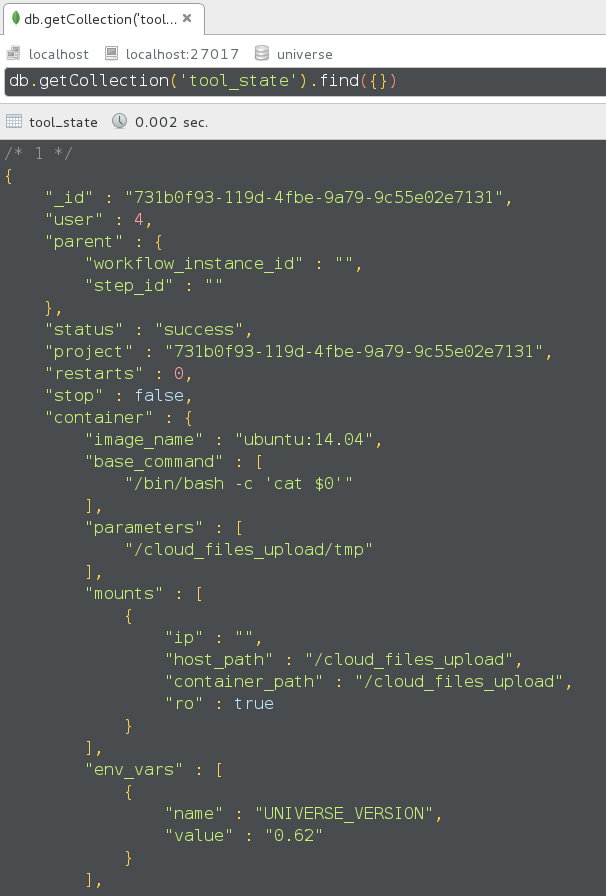 db.getCollection('tool...
localhost localhost:27017 universe
db.getCollection('tool_state').find({})
tool_state 0.002 sec.
/* 1 */
{
    "_id" : "731b0f93-119d-4fbe-9a79-9c55e02e7131",
    "user" : 4,
    "parent" : {
        "workflow_instance_id" : "",
        "step_id" : ""
    },
    "status" : "success",
    "project" : "731b0f93-119d-4fbe-9a79-9c55e02e7131",
    "restarts" : 0,
    "stop" : false,
    "container" : {
        "image_name" : "ubuntu:14.04",
        "base_command" : [
            "/bin/bash -c 'cat $0'"
        ],
        "parameters" : [
            "/cloud_files_upload/tmp"
        ],
        "mounts" : [
            {
                "ip" : "",
                "host_path" : "/cloud_files_upload",
                "container_path" : "/cloud_files_upload",
                "ro" : true
            }
        ],
        "env_vars" : [
            {
                "name" : "UNIVERSE_VERSION",
                "value" : "0.62"
            }
        ],